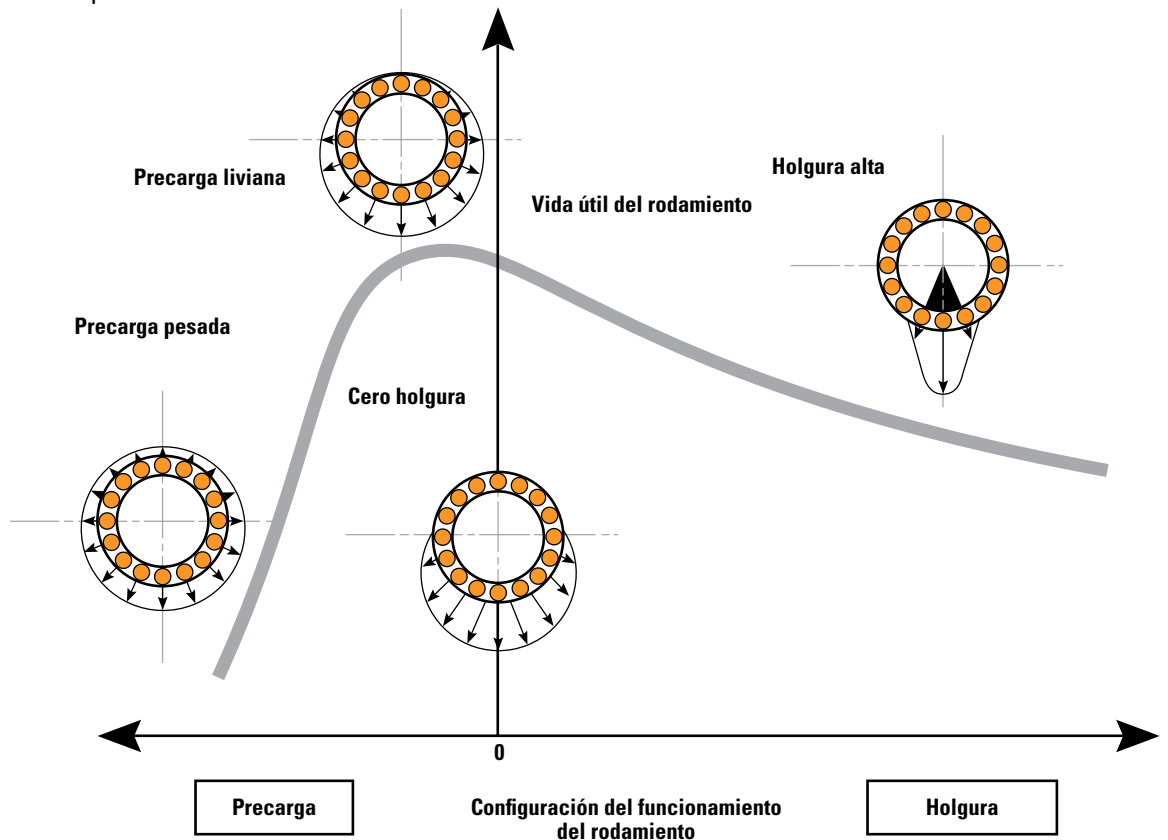 Precarga liviana
Holgura alta
Vida útil del rodamiento
Precarga pesada
Cero holgura
0
Precarga
Configuración del funcionamiento
del rodamiento
Holgura